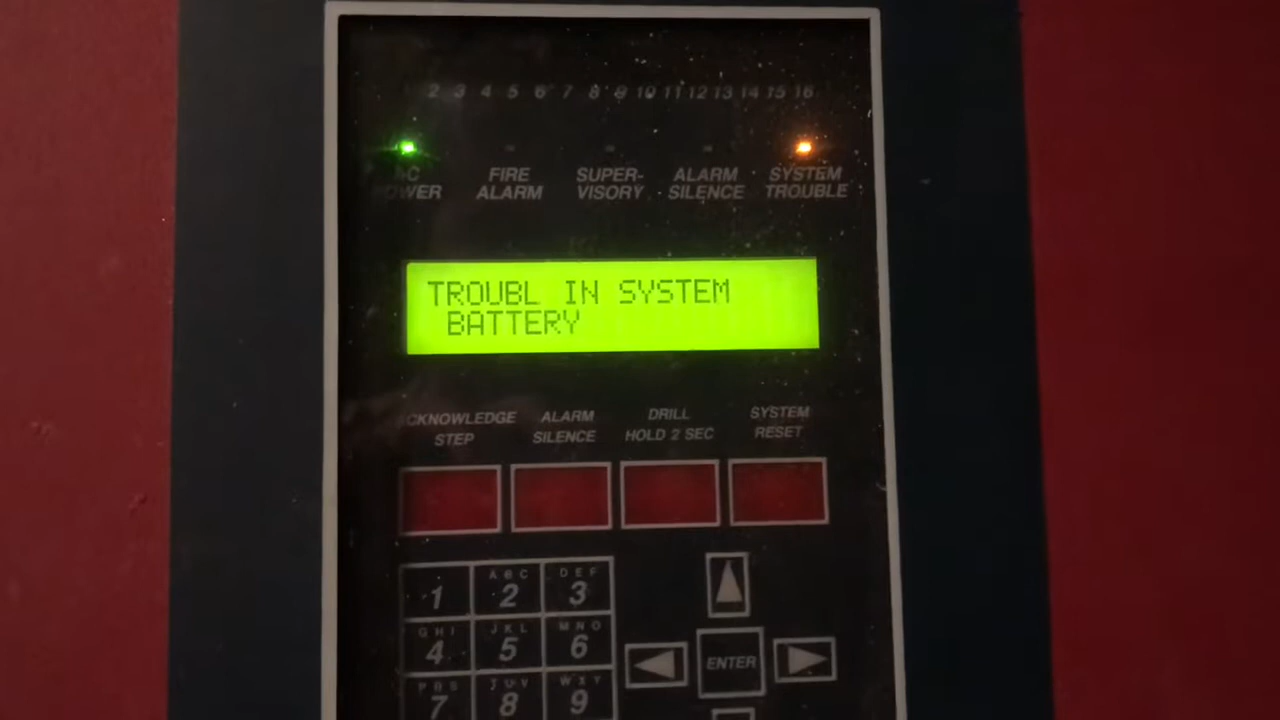 2 3 4 5 6 7 8 9 10 11 12 13 14 15 16
AC POWER
FIRE ALARM
SUPER-VISORY
ALARM SILENCE
SYSTEM TROUBLE
TROUBL IN SYSTEM
BATTERY
ACKNOWLEDGE STEP
ALARM SILENCE
DRILL HOLD 2 SEC
SYSTEM RESET
1
ABC 2
DEF 3
GHI 4
JKL 5
MNO 6
ENTER
PRS 7
TUV 8
WXY 9